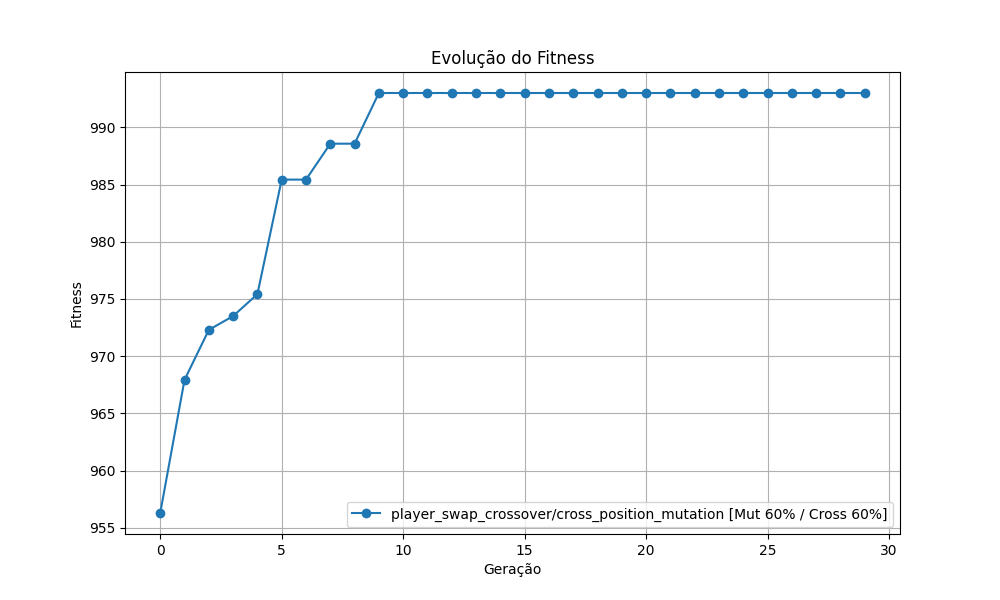 Evolução do Fitness
Fitness
990
985
980
975
970
965
960
955
player_swap_crossover/cross_position_mutation [Mut 60% / Cross 60%]
0 5 10 15 20 25 30
Geração